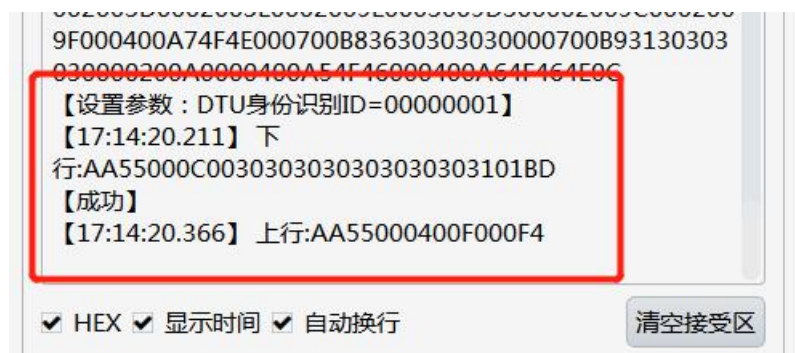 9F000400A74F4E000700B83630303030000700B93130303
【设置参数：DTU身份识别ID=00000001】
【17:14:20.211】 下
行:AA55000C0030303030303030303101BD
【成功】
【17:14:20.366】 上行:AA55000400F000F4
HEX 显示时间 自动换行 清空接受区